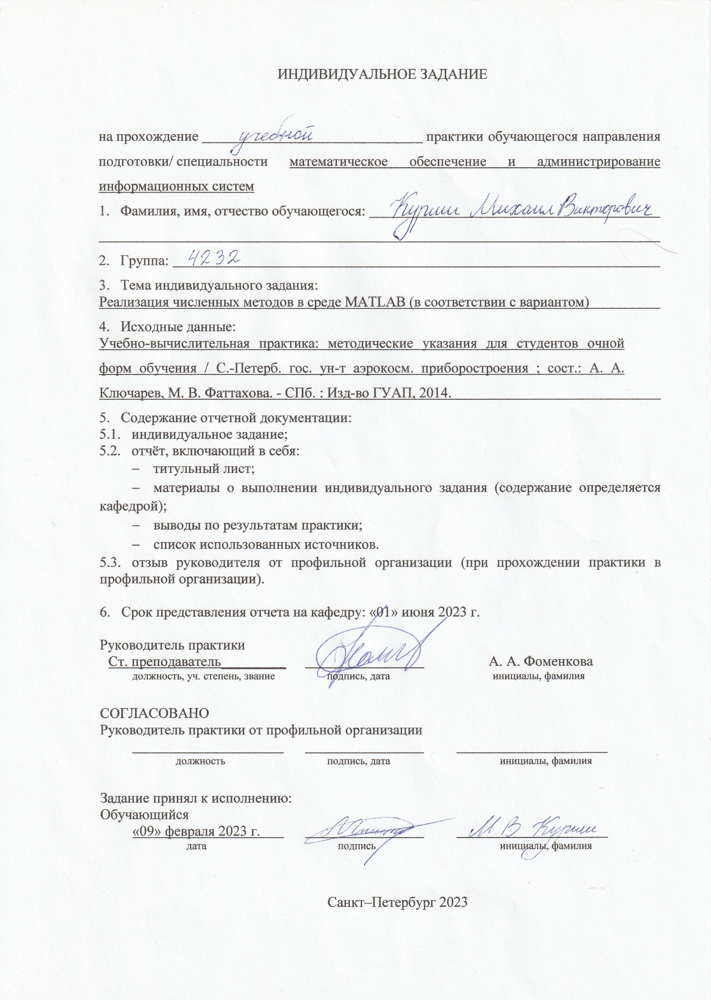 ИНДИВИДУАЛЬНОЕ ЗАДАНИЕ
на прохождение учебной практики обучающегося направления
подготовки/ специальности математическое обеспечение и администрирование
информационных систем
1. Фамилия, имя, отчество обучающегося: Куриш Михаил Викторович
2. Группа: 4232
3. Тема индивидуального задания:
Реализация численных методов в среде MATLAB (в соответствии с вариантом)
4. Исходные данные:
Учебно-вычислительная практика: методические указания для студентов очной
форм обучения / С.-Петерб. гос. ун-т аэрокосм. приборостроения ; сост.: А. А.
Ключарев, М. В. Фаттахова. - СПб. : Изд-во ГУАП, 2014.
5. Содержание отчетной документации:
5.1. индивидуальное задание;
5.2. отчёт, включающий в себя:
– титульный лист;
– материалы о выполнении индивидуального задания (содержание определяется
кафедрой);
– выводы по результатам практики;
– список использованных источников.
5.3. отзыв руководителя от профильной организации (при прохождении практики в
профильной организации).
6. Срок представления отчета на кафедру: «01» июня 2023 г.
Руководитель практики
Ст. преподаватель А. А. Фоменкова
должность, уч. степень, звание подпись, дата инициалы, фамилия
СОГЛАСОВАНО
Руководитель практики от профильной организации
должность подпись, дата инициалы, фамилия
Задание принял к исполнению:
Обучающийся
«09» февраля 2023 г. М. В Куриш
дата подпись инициалы, фамилия
Санкт–Петербург 2023